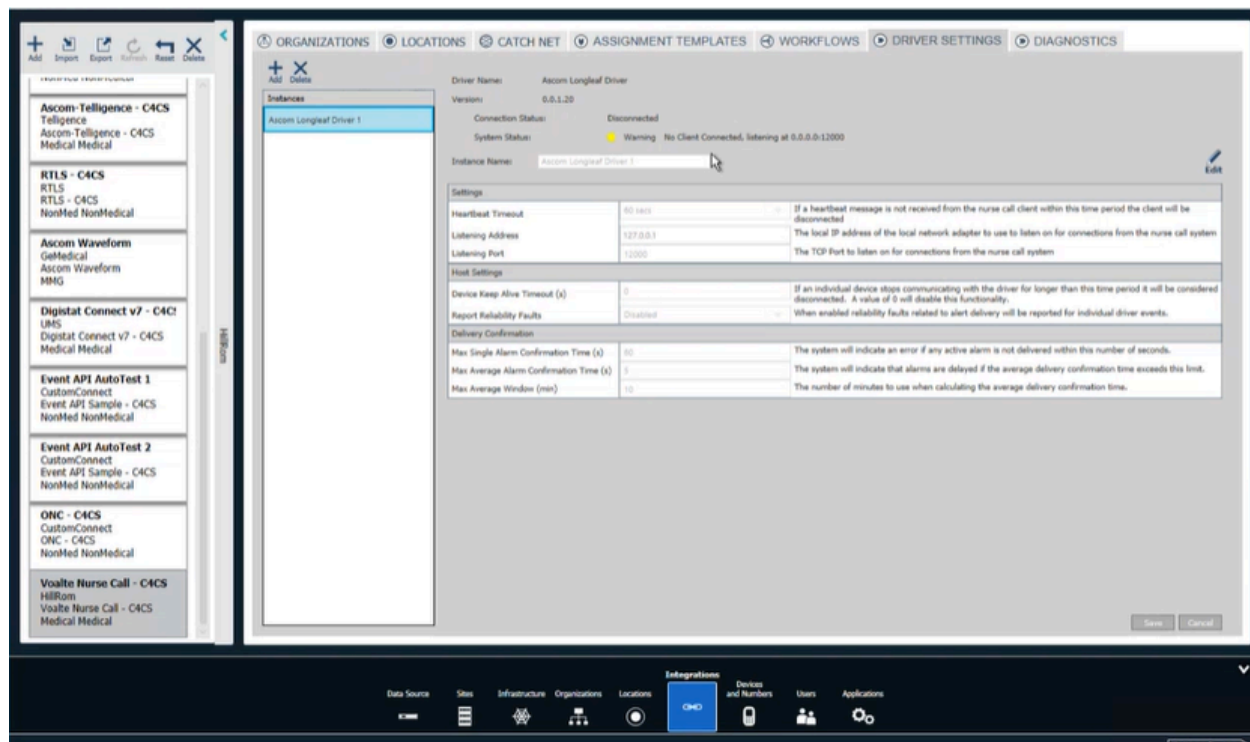 Add Import Export Refresh Reset Delete
Ascom-Telligence - C4CS
Telligence
Ascom-Telligence - C4CS
Medical Medical
RTLS - C4CS
RTLS
RTLS - C4CS
NonMed NonMedical
Ascom Waveform
GeMedical
Ascom Waveform
MMG
Digistat Connect v7 - C4C
UMS
Digistat Connect v7 - C4CS
Medical Medical
Event API AutoTest 1
CustomConnect
Event API Sample - C4CS
NonMed NonMedical
Event API AutoTest 2
CustomConnect
Event API Sample - C4CS
NonMed NonMedical
ONC - C4CS
CustomConnect
ONC - C4CS
NonMed NonMedical
Voalte Nurse Call - C4CS
HillRom
Voalte Nurse Call - C4CS
Medical Medical
HillRom
ORGANIZATIONS LOCATIONS CATCH NET ASSIGNMENT TEMPLATES WORKFLOWS DRIVER SETTINGS DIAGNOSTICS
Add Delete
Instances
Ascom Longleaf Driver 1
Driver Name: Ascom Longleaf Driver
Version: 0.0.1.20
Connection Status: Disconnected
System Status: Warning No Client Connected, listening at 0.0.0.0:12000
Instance Name: Ascom Longleaf Driver 1
Edit
Settings
Heartbeat Timeout 60 secs If a heartbeat message is not received from the nurse call client within this time period the client will be
disconnected
Listening Address 127.0.0.1 The local IP address of the local network adapter to use to listen on for connections from the nurse call system
Listening Port 12000 The TCP Port to listen on for connections from the nurse call system
Host Settings
Device Keep Alive Timeout (s) 0 If an individual device stops communicating with the driver for longer than this time period it will be considered
disconnected. A value of 0 will disable this functionality.
Report Reliability Faults Disabled When enabled reliability faults related to alert delivery will be reported for individual driver events.
Delivery Confirmation
Max Single Alarm Confirmation Time (s) 60 The system will indicate an error if any active alarm is not delivered within this number of seconds.
Max Average Alarm Confirmation Time (s) 5 The system will indicate that alarms are delayed if the average delivery confirmation time exceeds this limit.
Max Average Window (min) 10 The number of minutes to use when calculating the average delivery confirmation time.
Save Cancel
Data Source Sites Infrastructure Organizations Locations Integrations Devices and Numbers Users Applications